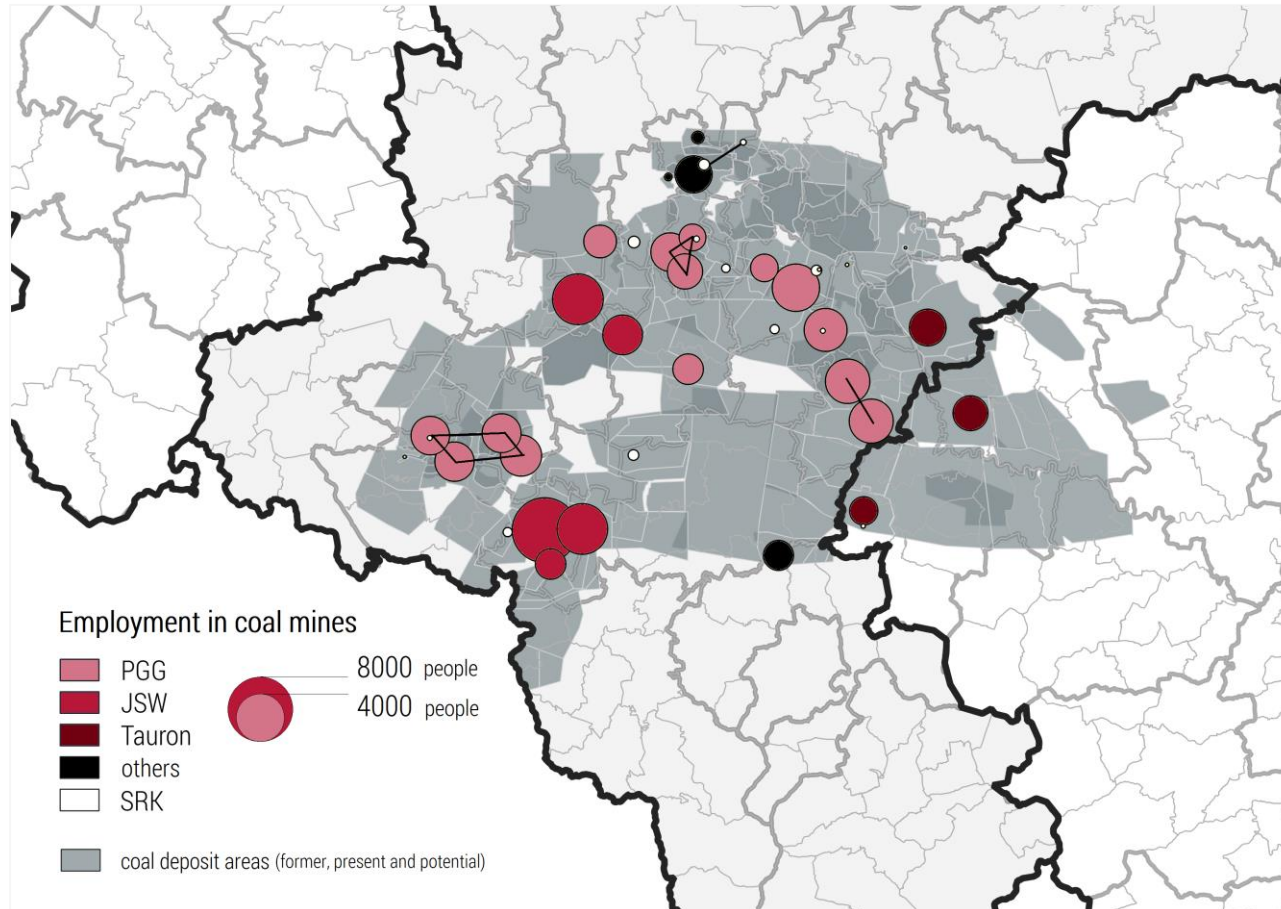 Employment in coal mines
PGG
JSW
Tauron
others
SRK
8000 people
4000 people
coal deposit areas (former, present and potential)